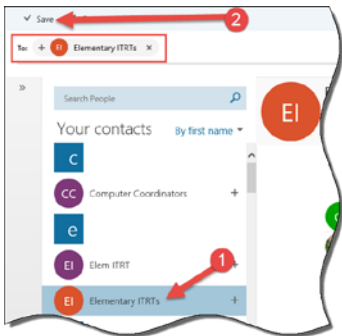 ✓ Save
2
To: + EI Elementary ITRTs ×
»
Search People
EI
Your contacts By first name
c
CC Computer Coordinators +
e
1
EI Elem ITRT +
EI Elementary ITRTs +